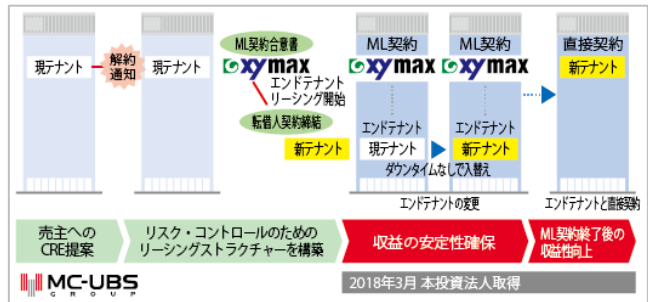 現テナント
解約
通知
現テナント
ML契約合意書
Oxymax
エンドテナント
リーシング開始
転借人契約締結
新テナント
ML契約
Oxymax
エンドテナント
現テナント
ML契約
Oxymax
エンドテナント
新テナント
ダウンタイムなしで入替え
エンドテナントの変更
直接契約
新テナント
エンドテナントと直接契約
売主への
CRE提案
リスク・コントロールのための
リーシングストラクチャーを構築
収益の安定性確保
ML契約終了後の
収益性向上
MC-UBS
GROUP
2018年3月 本投資法人取得